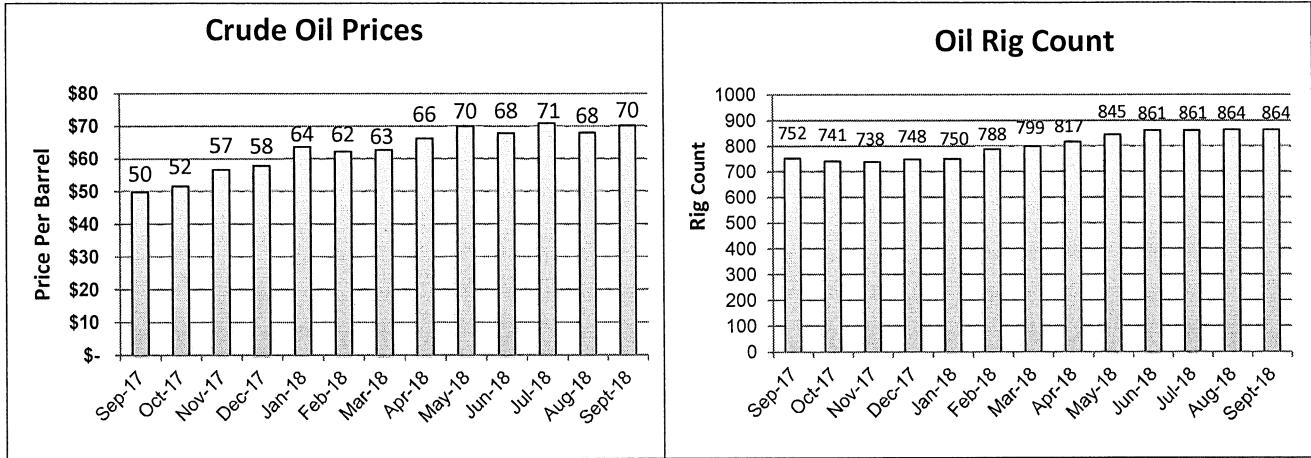 Crude Oil Prices
Price Per Barrel
$80
$70
$60
$50
$40
$30
$20
$10
$-
50 52 57 58 64 62 63 66 70 68 71 68 70
Sep-17 Oct-17 Nov-17 Dec-17 Jan-18 Feb-18 Mar-18 Apr-18 May-18 Jun-18 Jul-18 Aug-18 Sept-18
Oil Rig Count
Rig Count
1000
900
800
700
600
500
400
300
200
100
0
752 741 738 748 750 788 799 817 845 861 861 864 864
Sep-17 Oct-17 Nov-17 Dec-17 Jan-18 Feb-18 Mar-18 Apr-18 May-18 Jun-18 Jul-18 Aug-18 Sept-18